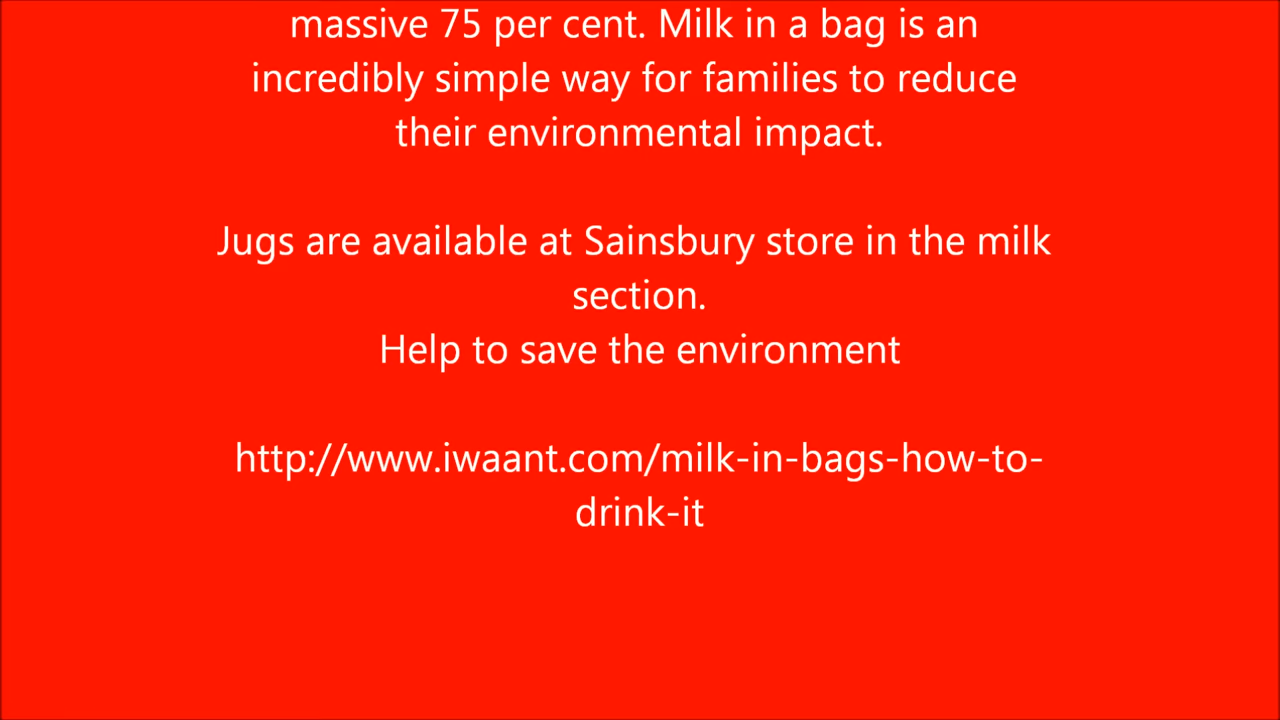 massive 75 per cent. Milk in a bag is an
incredibly simple way for families to reduce
their environmental impact.
Jugs are available at Sainsbury store in the milk
section.
Help to save the environment
http://www.iwaant.com/milk-in-bags-how-to-
drink-it